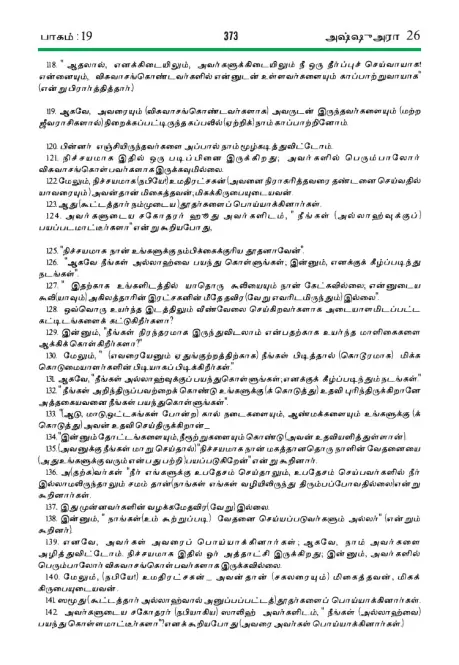 பாகம் : 19 373 அஷ்ஷுஅரா 26
118. " ஆதலால், எனக்கிடையிலும், அவர்களுக்கிடையிலும் நீ ஒரு தீர்ப்புச் செய்வாயாக!
என்னையும், விசுவாசங்கொண்டவர்களில் என்னுடன் உள்ளவர்களையும் காப்பாற்றுவாயாக"
(என்று பிரார்த்தித்தார்.)
119. ஆகவே, அவரையும் (விசுவாசங்கொண்டவர்களாக) அவருடன் இருந்தவர்களையும் (மற்ற
ஜீவராசிகளால்) நிறைக்கப்பட்டிருந்த கப்பலில் (ஏற்றிக்) நாம் காப்பாற்றினோம்.
120. பின்னர் எஞ்சியிருந்தவர்களை அப்பால் நாம் மூழ்கடித்துவிட்டோம்.
121. நிச்சயமாக இதில் ஒரு படிப்பினை இருக்கிறது; அவர்களில் பெரும்பாலோர்
விசுவாசங்கொள்பவர்களாக இருக்கவுமில்லை.
122. மேலும், நிச்சயமாக (நபியே!) உமதிரட்சகன் (அவனை நிராகரித்தவரை தண்டனை செய்வதில்
யாவரையும்) அவன்தான் மிகைத்தவன்; மிகக்கிருபையுடையவன்.
123. ஆது (கூட்டத்தார் நம்முடைய) தூதர்களைப் பொய்யாக்கினார்கள்.
124. அவர்களுடைய சகோதரர் ஹூது அவர்களிடம், " நீங்கள் (அல்லாஹ்வுக்குப்)
பயப்படமாட்டீர்களா" என்று கூறியபோது,
125. "நிச்சயமாக நான் உங்களுக்கு நம்பிக்கைக்குரிய தூதனாவேன்".
126. "ஆகவே நீங்கள் அல்லாஹ்வை பயந்து கொள்ளுங்கள்; இன்னும், எனக்குக் கீழ்ப்படிந்து
நடங்கள்".
127. " இதற்காக உங்களிடத்தில் யாதொரு கூலியையும் நான் கேட்கவில்லை; என்னுடைய
கூலி(யாவும்) அகிலத்தாரின் இரட்சகனின் மீதே தவிர (வேறு எவரிடமிருந்தும்) இல்லை".
128. ஒவ்வொரு உயர்ந்த இடத்திலும் வீண்வேலை செய்கிறவர்களாக அடையாளமிடப்பட்ட
கட்டிடங்களைக் கட்டுகிறீர்களா?
129. இன்னும், "நீங்கள் நிரந்தரமாக இருந்துவிடலாம் என்பதற்காக உயர்ந்த மாளிகைகளை
ஆக்கிக்கொள்கிறீர்களா?"
130. மேலும், " (எவரையேனும் ஏதுங்குற்றத்திற்காக) நீங்கள் பிடித்தால் (கொடூரமாக) மிக்க
கொடுமைாளர்களின் பிடியாகப் பிடிக்கிறீர்கள்."
131. ஆகவே, "நீங்கள் அல்லாஹ்வுக்குப் பயந்து கொள்ளுங்கள்; எனக்குக் கீழ்ப்படிந்தும் நடங்கள்."
132. " நீங்கள் அறிந்திருப்பவற்றைக் கொண்டு உங்களுக்கு (க் கொடுத்து) உதவி புரிந்திருக்கிறானே
அத்தகையவனை நீங்கள் பயந்துகொள்ளுங்கள்".
133. "(ஆடு, மாடு ஒட்டகங்கள் போன்ற) கால் நடைகளையும், ஆண்மக்களையும் உங்களுக்கு (க்
கொடுத்து) அவன் உதவி செய்திருக்கிறான் _
134. "இன்னும் தோட்டங்களையும், நீரூற்றுகளையும் கொண்டு (அவன் உதவியளித்துள்ளான்.)
135. (அவனுக்கு நீங்கள் மாறு செய்தால்) "நிச்சயமாக நான் மகத்தானதொரு நாளின் வேதனையை
(அது உங்களுக்கு வரும் என்பது பற்றி) பயப்படுகிறேன்" என்று கூறினார்.
136. அ(தற்க)வர்கள் "நீர் எங்களுக்கு உபதேசம் செய்தாலும், உபதேசம் செய்பவர்களில் நீர்
இல்லாமலிருந்தாலும் சமம் தான் (நாங்கள் எங்கள் வழியிலிருந்து திரும்பப்போவதில்லை)என்று
கூறினார்கள்.
137. இது முன்னவர்களின் வழக்கமே தவிர (வேறு) இல்லை.
138. இன்னும், " நாங்கள் (உம் கூற்றுப்படி) வேதனை செய்யப்படுவர்களும் அல்லர்" (என்றும்
கூறினர்)
139. எனவே, அவர்கள் அவரைப் பொய்யாக்கினார்கள்; ஆகவே, நாம் அவர்களை
அழித்துவிட்டோம். நிச்சயமாக இதில் ஓர் அத்தாட்சி இருக்கிறது; இன்னும், அவர்களில்
பெரும்பாலோர் விசுவாசங்கொள்பவர்களாக இருக்கவில்லை.
140. மேலும், (நபியே!) உமதிரட்சகன் _ அவன்தான் (சகலரையும்) மிகைத்தவன், மிகக்
கிருபையுடையவன்.
141. ஸமூது (கூட்டத்தார் அல்லாஹ்வால் அனுப்பப்பட்டத்) தூதர்களைப் பொய்யாக்கினார்கள்.
142. அவர்களுடைய சகோதரர் (நபியாகிய) ஸாலிஹ் அவர்களிடம், " நீங்கள் (அல்லாஹ்வை)
பயந்து கொள்ளமாட்டீர்களா"? எனக் கூறியபோது (அவரை அவர்கள் பொய்யாக்கினார்கள்.)